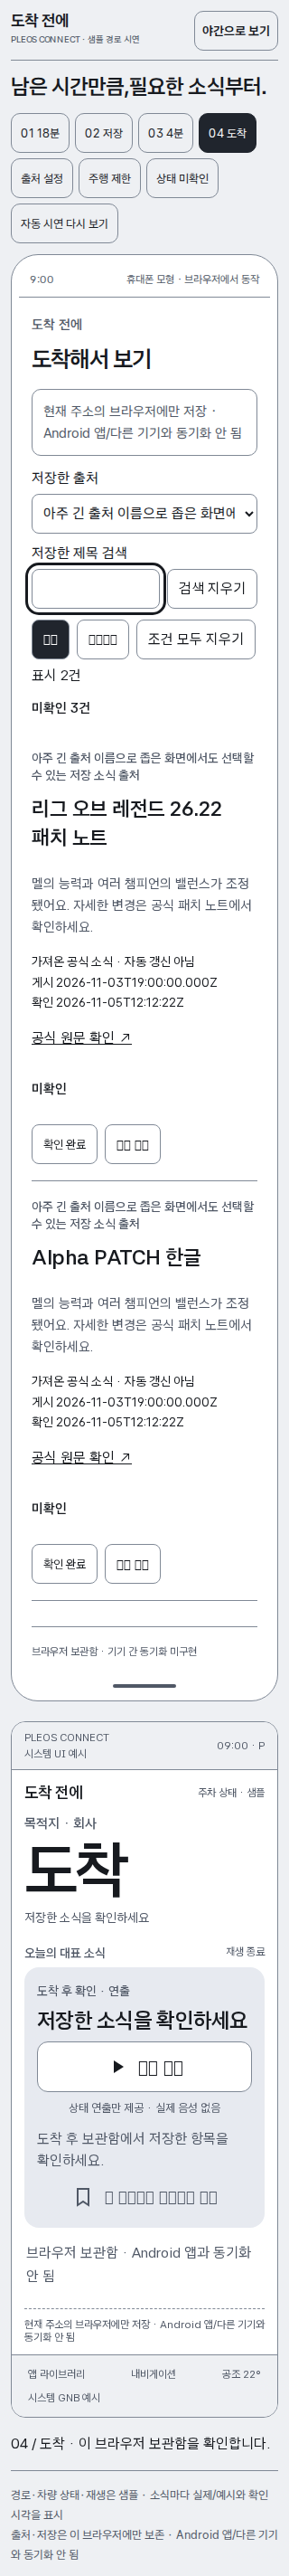 도착 전에
PLEOS CONNECT · 샘플 경로 시연
야간으로 보기
남은 시간만큼,필요한 소식부터.
01 18분
02 저장
03 4분
04 도착
출처 설정
주행 제한
상태 미확인
자동 시연 다시 보기
9:00
휴대폰 모형 · 브라우저에서 동작
도착 전에
도착해서 보기
현재 주소의 브라우저에만 저장 ·
Android 앱/다른 기기와 동기화 안 됨
저장한 출처
아주 긴 출처 이름으로 좁은 화면에
저장한 제목 검색
검색 지우기
조건 모두 지우기
표시 2건
미확인 3건
아주 긴 출처 이름으로 좁은 화면에서도 선택할
수 있는 저장 소식 출처
리그 오브 레전드 26.22
패치 노트
멜의 능력과 여러 챔피언의 밸런스가 조정
됐어요. 자세한 변경은 공식 패치 노트에서
확인하세요.
가져온 공식 소식 · 자동 갱신 아님
게시 2026-11-03T19:00:00.000Z
확인 2026-11-05T12:12:22Z
공식 원문 확인 ↗
미확인
확인 완료
아주 긴 출처 이름으로 좁은 화면에서도 선택할
수 있는 저장 소식 출처
Alpha PATCH 한글
멜의 능력과 여러 챔피언의 밸런스가 조정
됐어요. 자세한 변경은 공식 패치 노트에서
확인하세요.
가져온 공식 소식 · 자동 갱신 아님
게시 2026-11-03T19:00:00.000Z
확인 2026-11-05T12:12:22Z
공식 원문 확인 ↗
미확인
확인 완료
브라우저 보관함 · 기기 간 동기화 미구현
PLEOS CONNECT
시스템 UI 예시
09:00 · P
도착 전에
주차 상태 · 샘플
목적지 · 회사
도착
저장한 소식을 확인하세요
오늘의 대표 소식
재생 종료
도착 후 확인 · 연출
저장한 소식을 확인하세요
상태 연출만 제공 · 실제 음성 없음
도착 후 보관함에서 저장한 항목을
확인하세요.
브라우저 보관함 · Android 앱과 동기화
안 됨
현재 주소의 브라우저에만 저장 · Android 앱/다른 기기와
동기화 안 됨
앱 라이브러리
내비게이션
공조 22°
시스템 GNB 예시
04 / 도착 · 이 브라우저 보관함을 확인합니다.
경로·차량 상태·재생은 샘플 · 소식마다 실제/예시와 확인
시각을 표시
출처·저장은 이 브라우저에만 보존 · Android 앱/다른 기기
와 동기화 안 됨